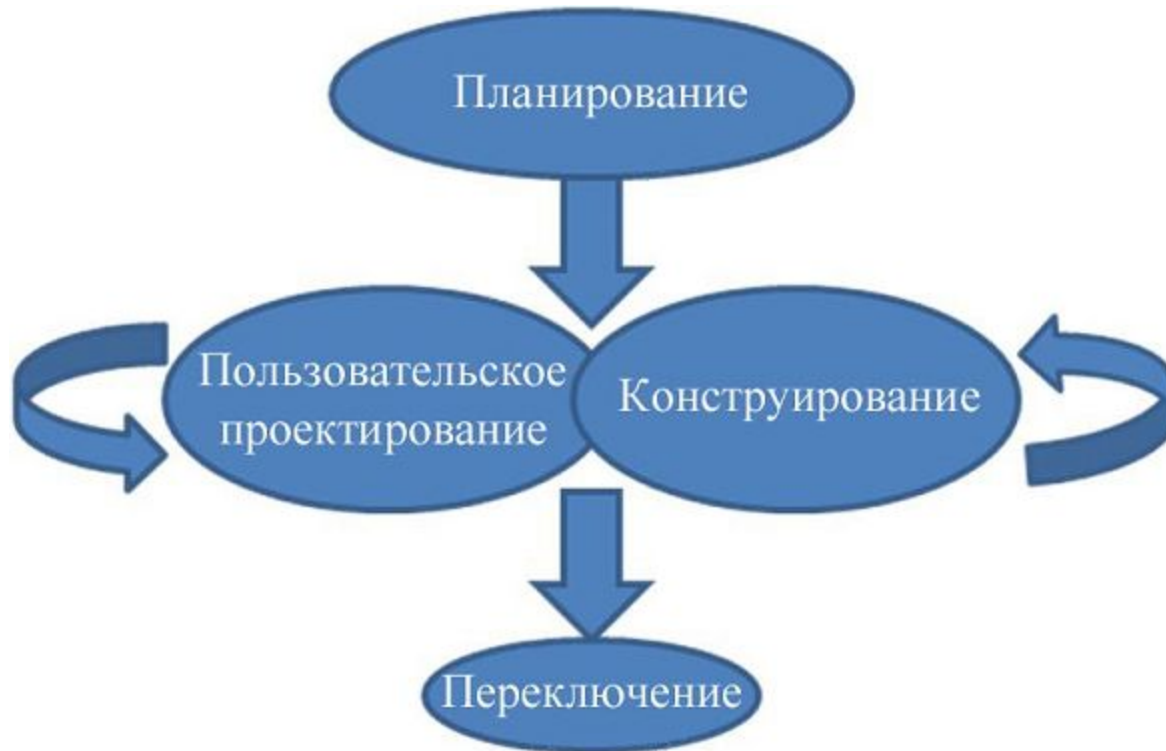 Планирование
Пользовательское
проектирование
Конструирование
Переключение